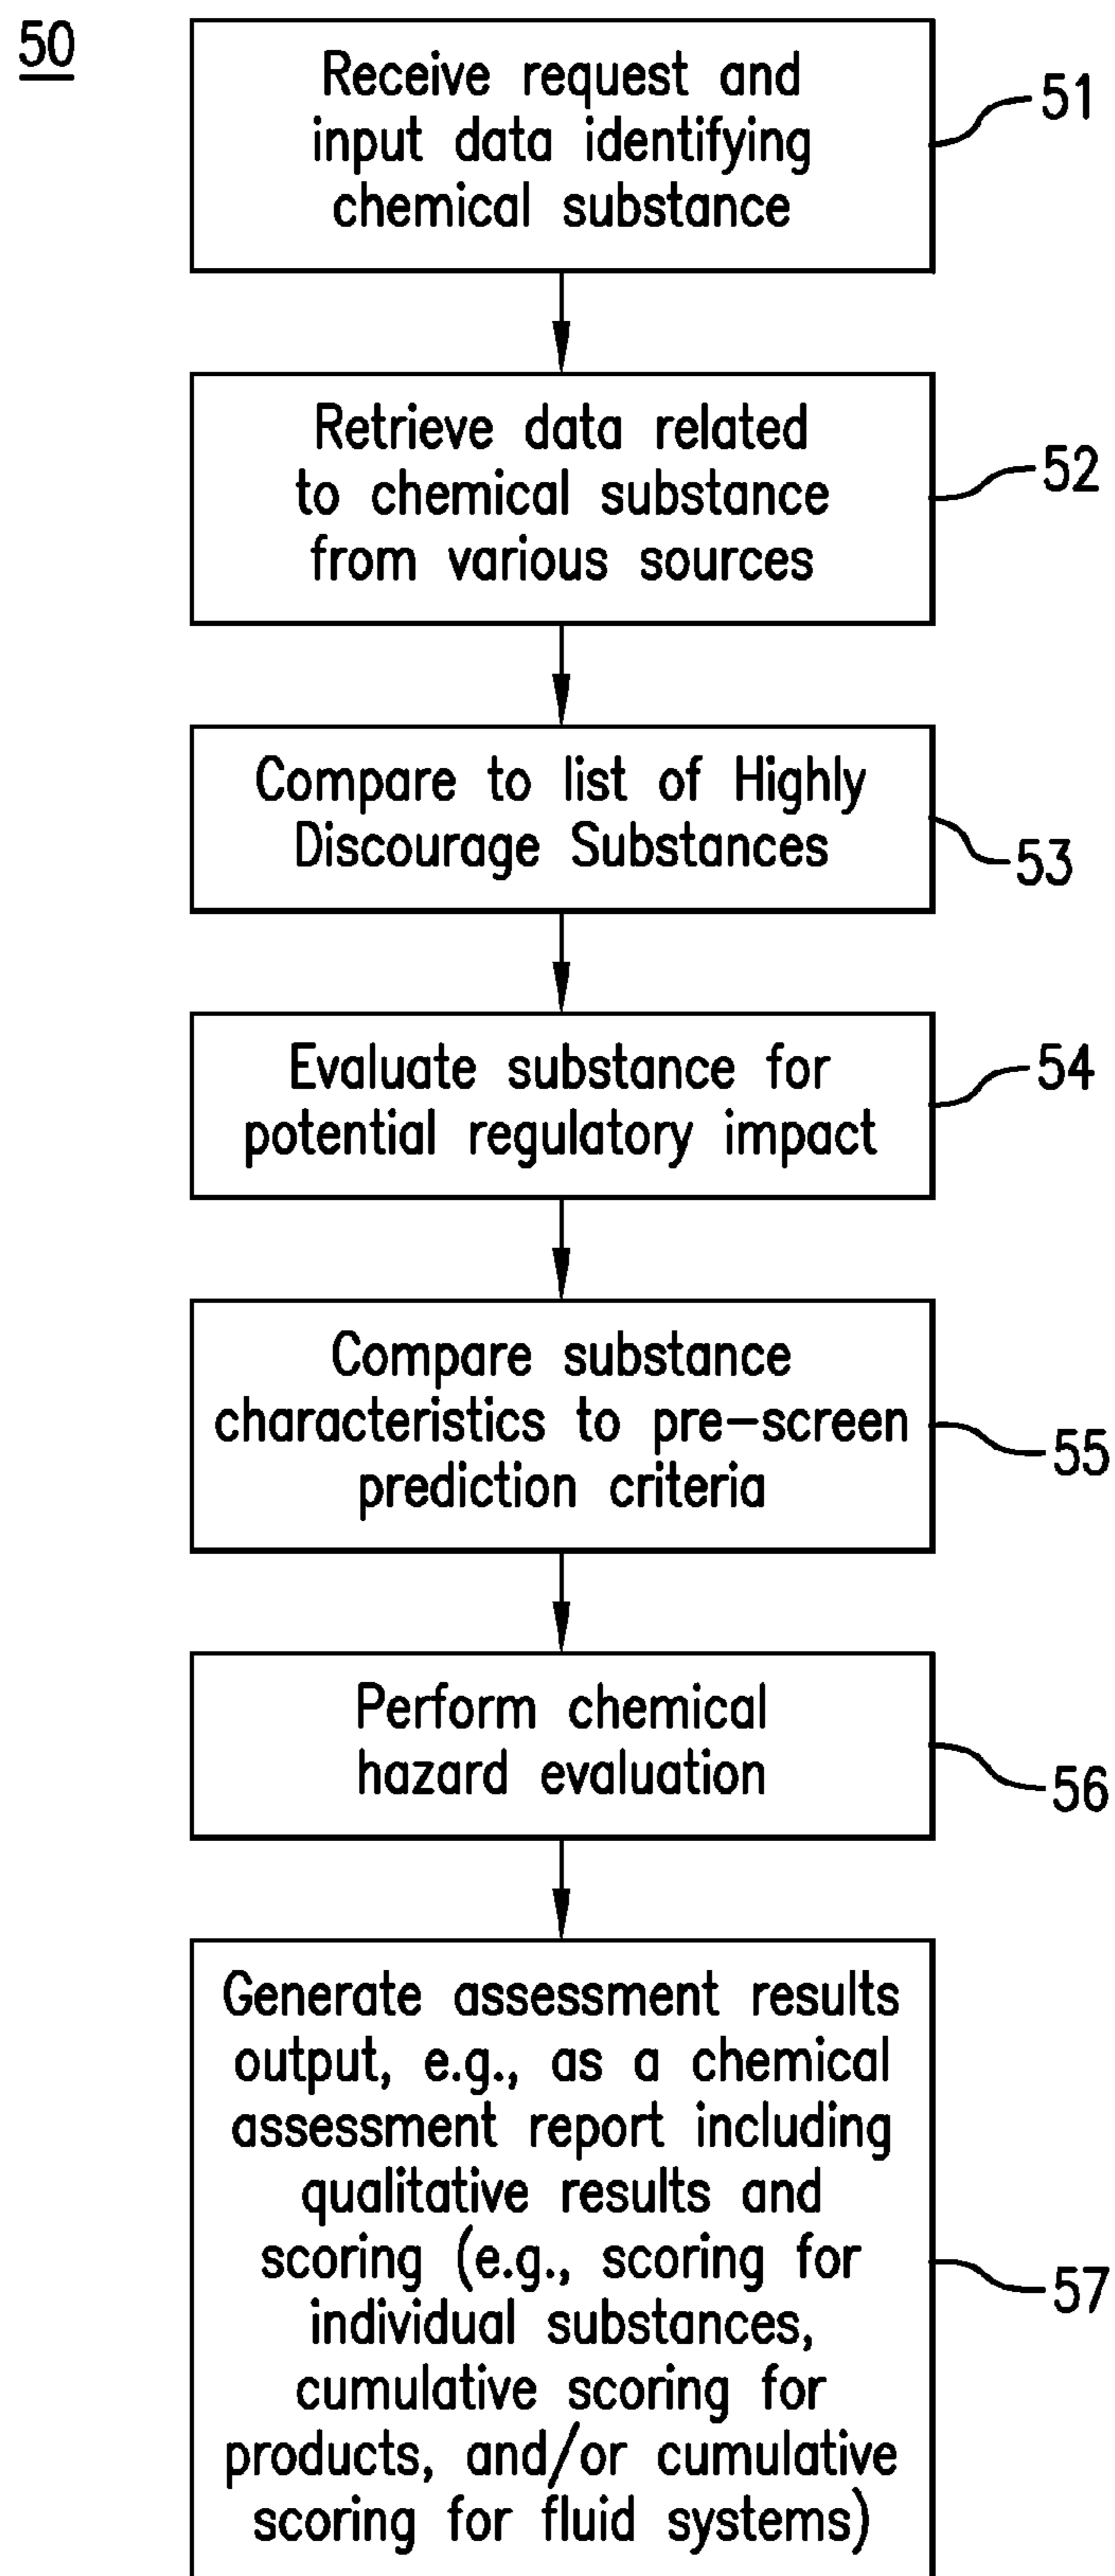 50
Receive request and
input data identifying
chemical substance
51
Retrieve data related
to chemical substance
from various sources
52
Compare to list of Highly
Discourage Substances
53
Evaluate substance for
potential regulatory impact
54
Compare substance
characteristics to pre-screen
prediction criteria
55
Perform chemical
hazard evaluation
56
Generate assessment results
output, e.g., as a chemical
assessment report including
qualitative results and
scoring (e.g., scoring for
individual substances,
cumulative scoring for
products, and/or cumulative
scoring for fluid systems)
57